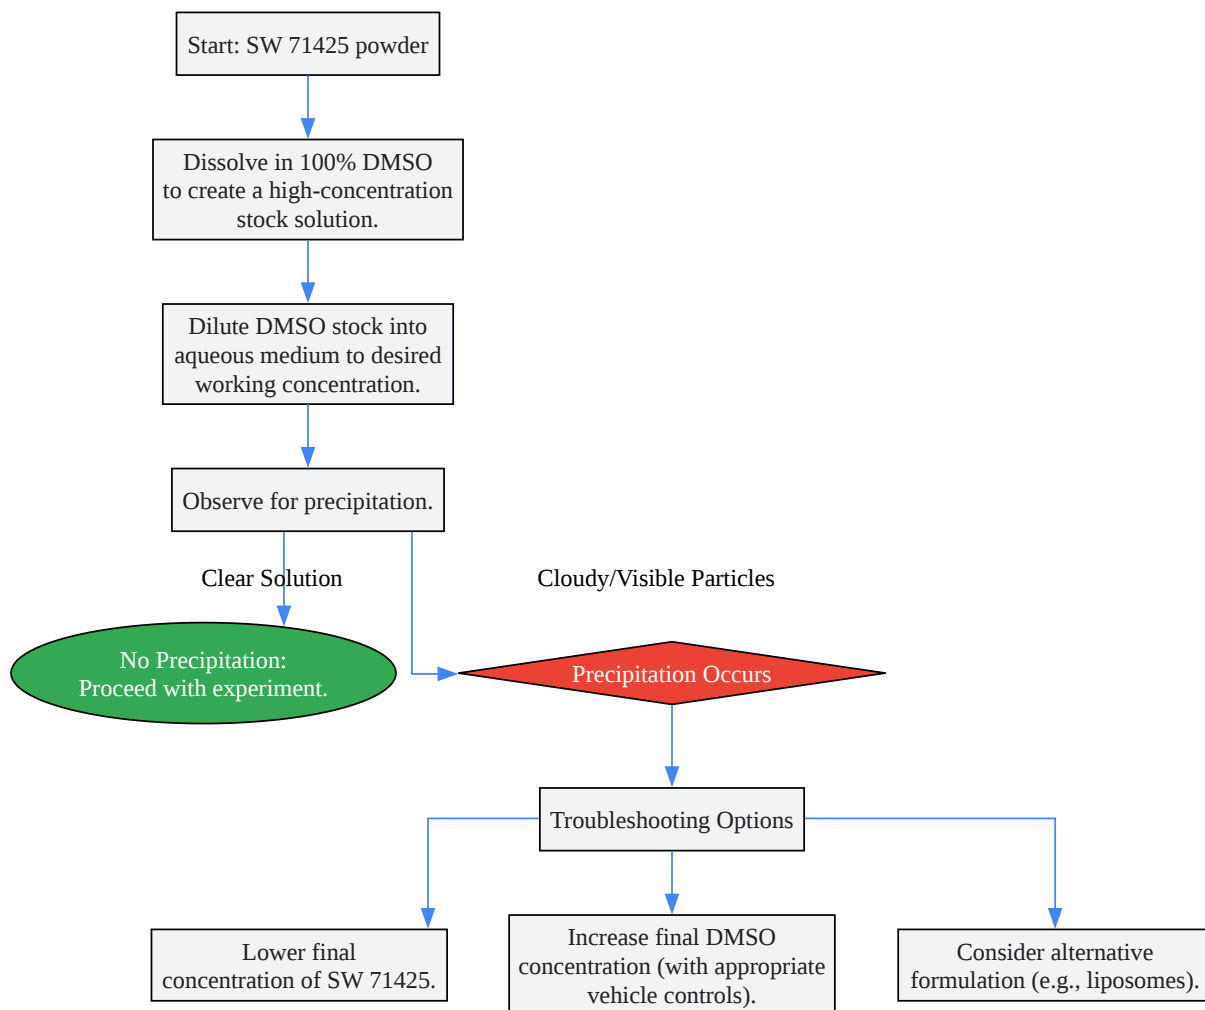 Start: SW 71425 powder
Dissolve in 100% DMSO
to create a high-concentration
stock solution.
Dilute DMSO stock into
aqueous medium to desired
working concentration.
Observe for precipitation.
Clear Solution
Cloudy/Visible Particles
No Precipitation:
Proceed with experiment.
Precipitation Occurs
Troubleshooting Options
Lower final
concentration of SW 71425.
Increase final DMSO
concentration (with appropriate
vehicle controls).
Consider alternative
formulation (e.g., liposomes).